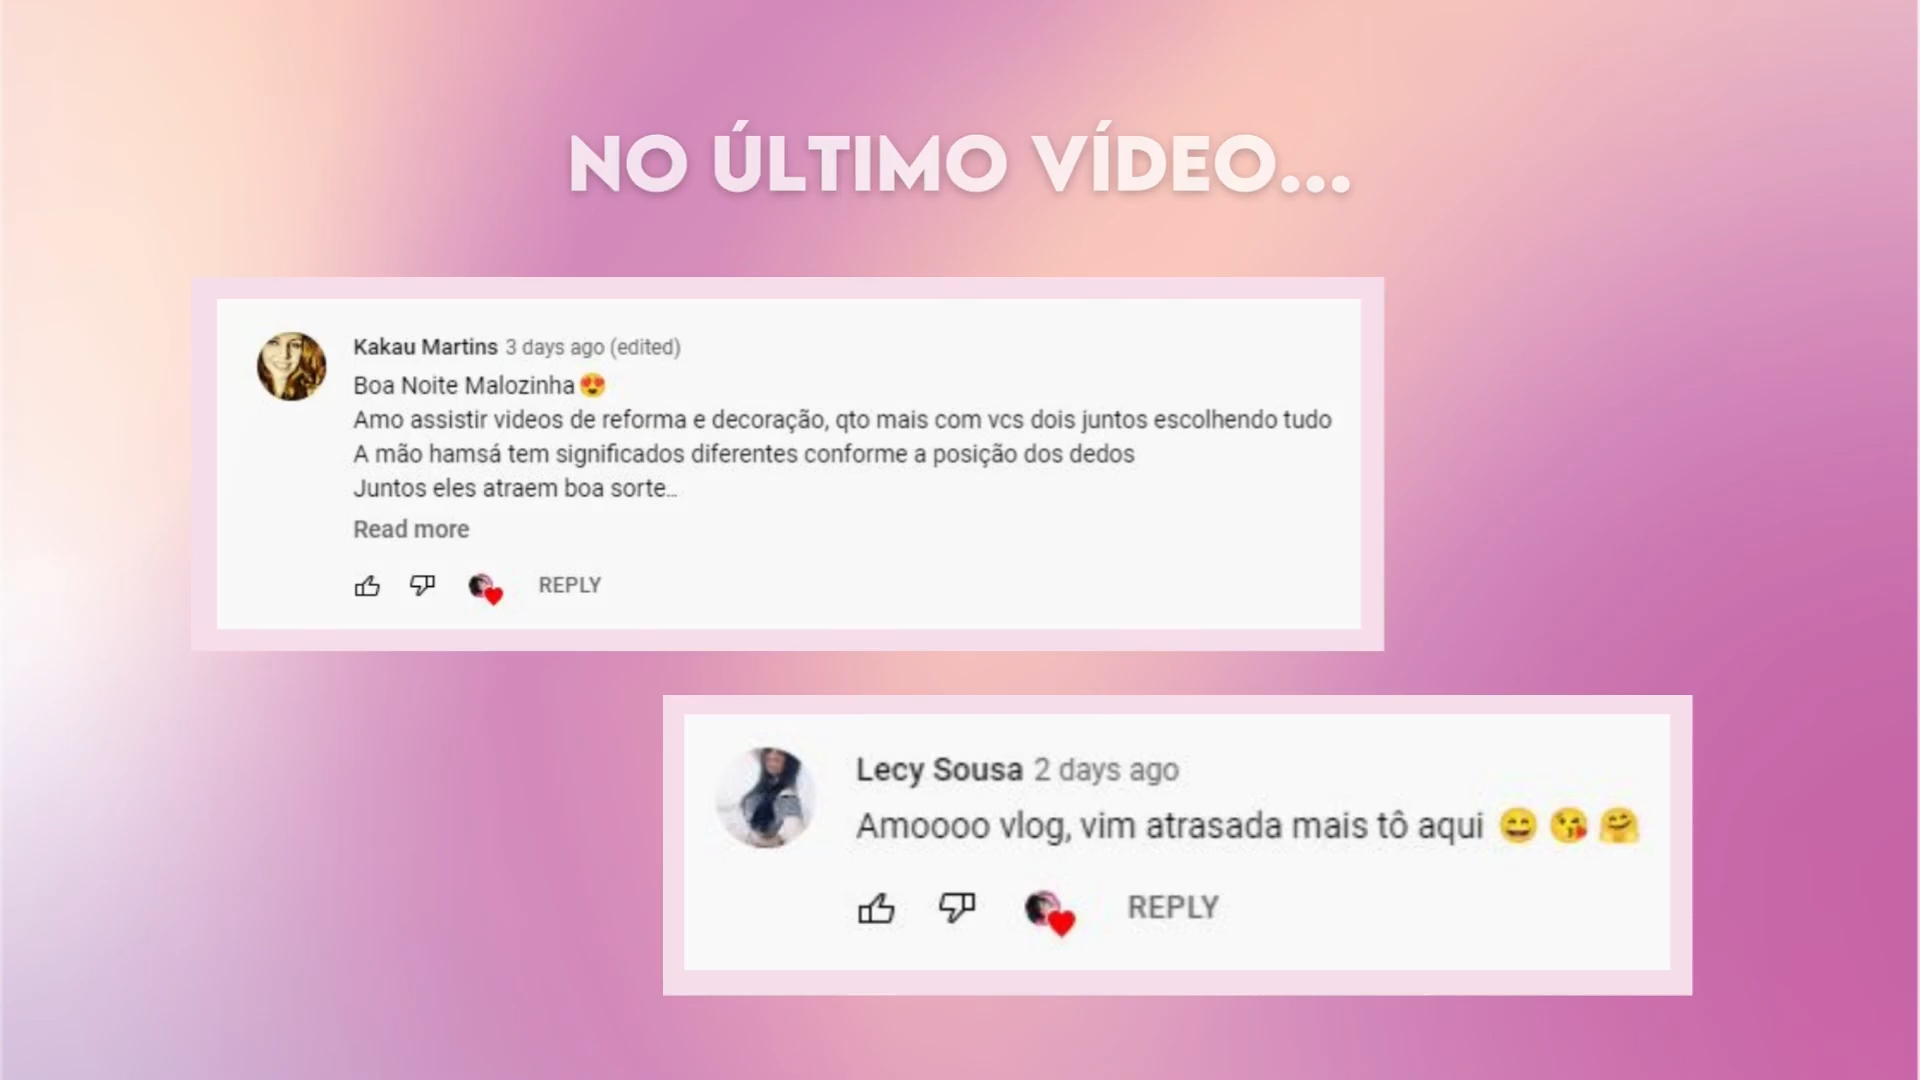 NO ÚLTIMO VÍDEO...
Kakau Martins 3 days ago (edited)
Boa Noite Malozinha😍
Amo assistir videos de reforma e decoração, qto mais com vcs dois juntos escolhendo tudo
A mão hamsá tem significados diferentes conforme a posição dos dedos
Juntos eles atraem boa sorte...
Read more
REPLY
Lecy Sousa 2 days ago
Amoooo vlog, vim atrasada mais tô aqui 😄 😘 🤗
REPLY